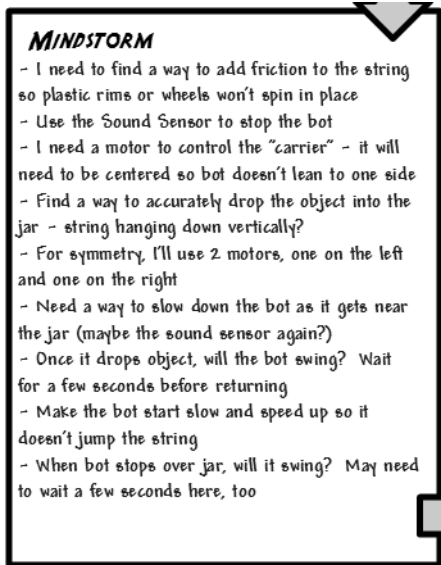 MINDSTORM
- I need to find a way to add friction to the string
so plastic rims or wheels won't spin in place
- Use the Sound Sensor to stop the bot
- I need a motor to control the "carrier" - it will
need to be centered so bot doesn't lean to one side
- Find a way to accurately drop the object into the
jar - string hanging down vertically?
- For symmetry, I'll use 2 motors, one on the left
and one on the right
- Need a way to slow down the bot as it gets near
the jar (maybe the sound sensor again?)
- Once it drops object, will the bot swing? Wait
for a few seconds before returning
- Make the bot start slow and speed up so it
doesn't jump the string
- When bot stops over jar, will it swing? May need
to wait a few seconds here, too